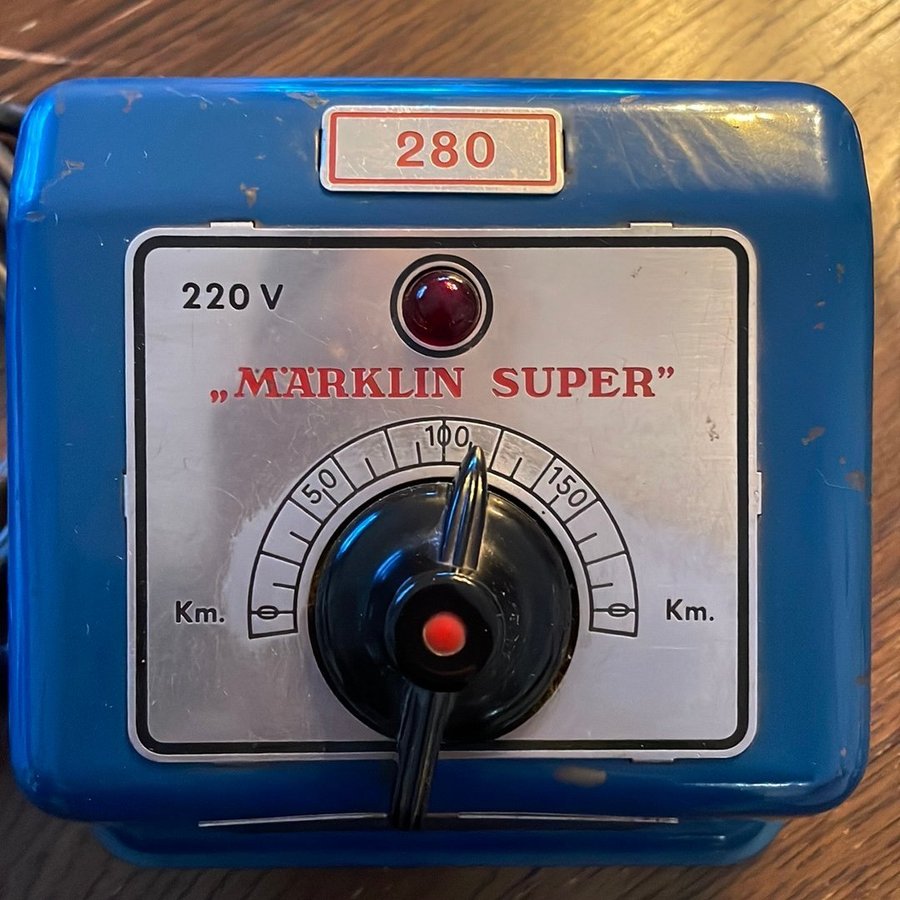 280
220 V
„MÄRKLIN SUPER”
50 100 150
Km. 0 0 Km.